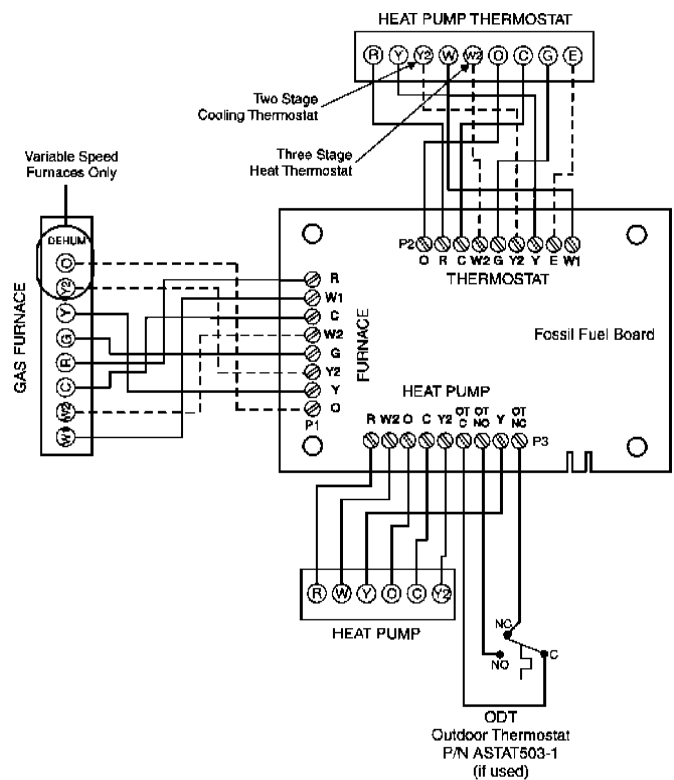 HEAT PUMP THERMOSTAT
R Y Y2 W W2 O C G E
Two Stage
Cooling Thermostat
Three Stage
Heat Thermostat
Variable Speed
Furnaces Only
DEHUM
O
Y2
Y
G
R
C
W2
W1
GAS FURNACE
P2
O R C W2 G Y2 Y E W1
THERMOSTAT
R
W1
C
W2
G
Y2
Y
O
P1
FURNACE
Fossil Fuel Board
HEAT PUMP
OT OT OT
R W2 O C Y2 C NO Y NC
P3
R W Y O C Y2
HEAT PUMP
NC
NO
C
ODT
Outdoor Thermostat
P/N ASTAT503-1
(if used)